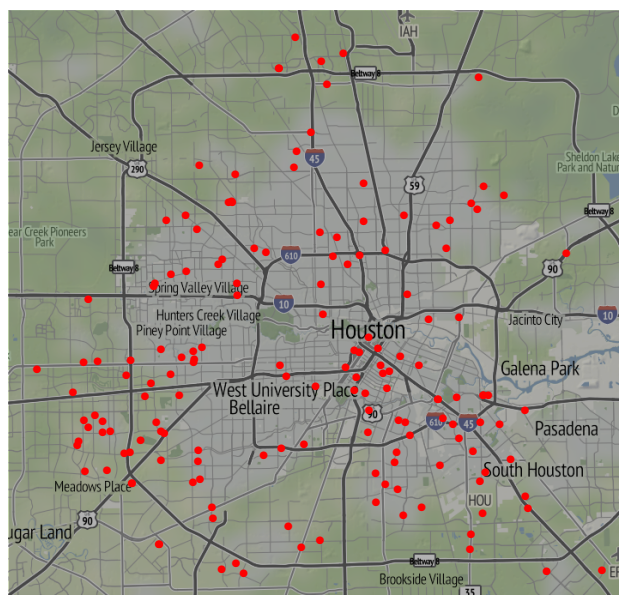 IAH
Beltway 8
Jersey Village
290
45
59
Sheldon Lake
Park and Natur
ear Creek Pioneers
Park
610
90
Beltway 8
Spring Valley Village
10
Hunters Creek Village
Jacinto City
10
Piney Point Village
Houston
Galena Park
West University Place
Bellaire
90
610
45
Pasadena
South Houston
Meadows Place
HOU
90
ugar Land
Beltway 8
Brookside Village
35
EF